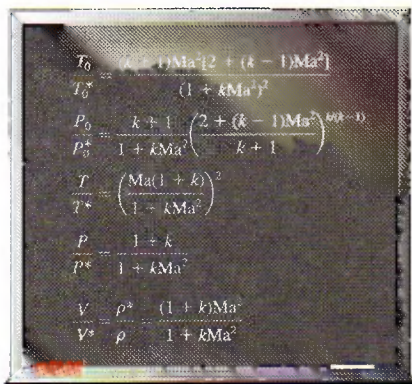 T₀/T₀* = (k + 1)Ma²[2 + (k − 1)Ma²] / (1 + kMa²)²
P₀/P₀* = k + 1 / 1 + kMa² (2 + (k − 1)Ma² / k + 1)^k/(k−1)
T/T* = (Ma(1 + k) / 1 + kMa²)²
P/P* = 1 + k / 1 + kMa²
V/V* = ρ*/ρ = (1 + k)Ma² / 1 + kMa²